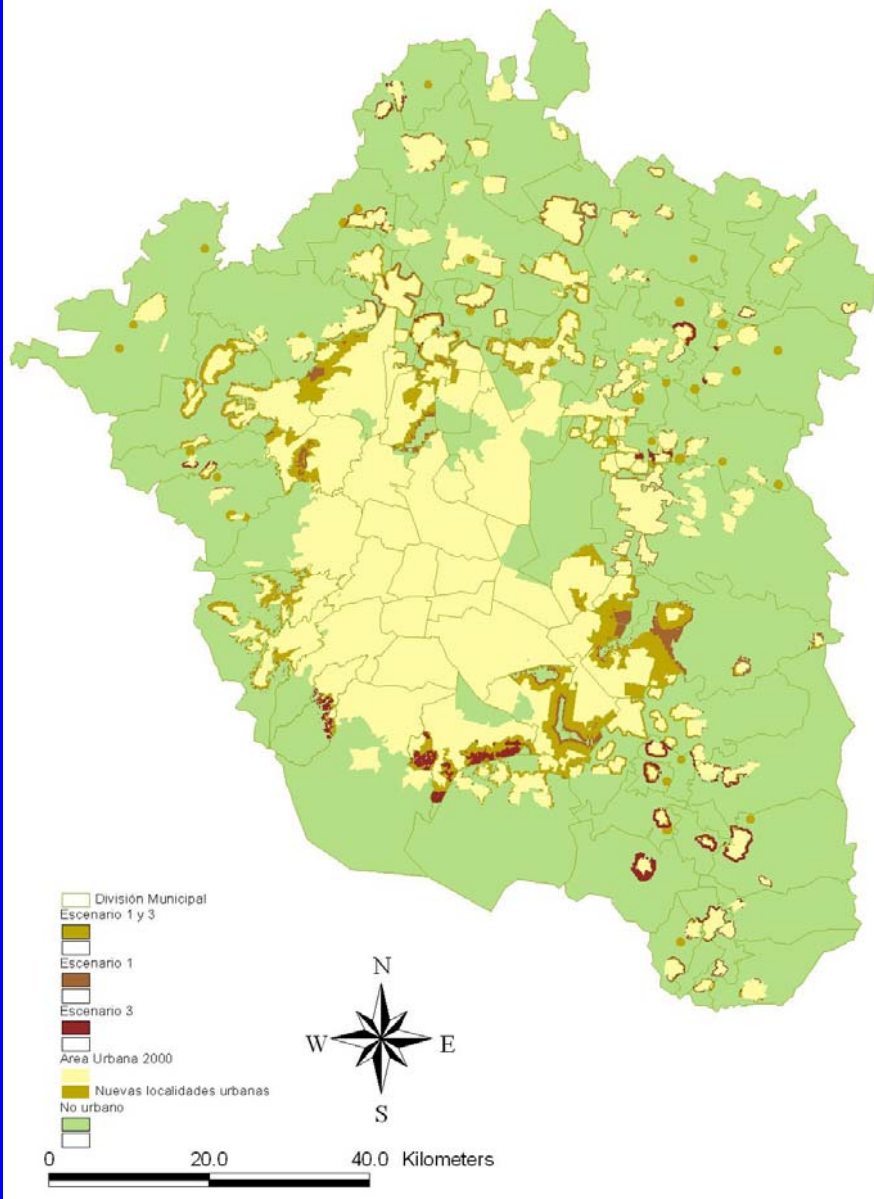 División Municipal
Escenario 1 y 3
Escenario 1
Escenario 3
Area Urbana 2000
Nuevas localidades urbanas
No urbano
N
W E
S
0 20.0 40.0 Kilometers